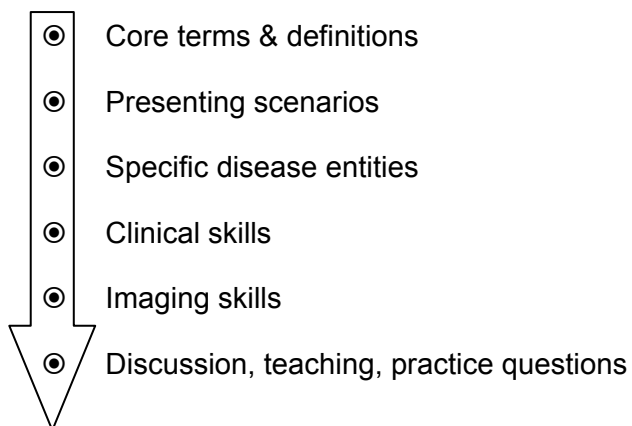 Core terms & definitions
Presenting scenarios
Specific disease entities
Clinical skills
Imaging skills
Discussion, teaching, practice questions